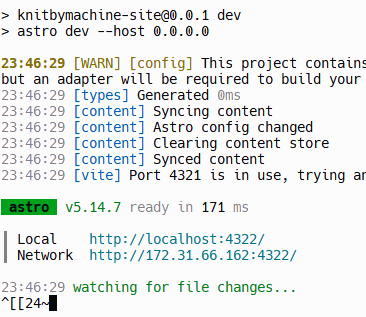 > knitbymachine-site@0.0.1 dev
> astro dev --host 0.0.0.0
23:46:29 [WARN] [config] This project contains
but an adapter will be required to build your
23:46:29 [types] Generated 0ms
23:46:29 [content] Syncing content
23:46:29 [content] Astro config changed
23:46:29 [content] Clearing content store
23:46:29 [content] Synced content
23:46:29 [vite] Port 4321 is in use, trying an
astro v5.14.7 ready in 171 ms
┃ Local http://localhost:4322/
┃ Network http://172.31.66.162:4322/
23:46:29 watching for file changes...
^[[24~